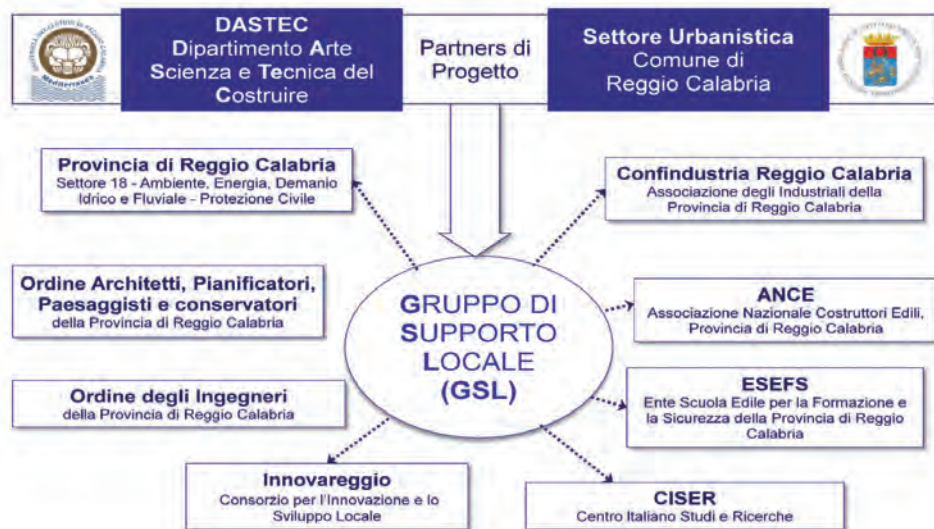 DASTEC
Dipartimento Arte
Scienza e Tecnica del
Costruire
Partners di
Progetto
Settore Urbanistica
Comune di
Reggio Calabria
Mediterranea
Provincia di Reggio Calabria
Settore 18 - Ambiente, Energia, Demanio
Idrico e Fluviale - Protezione Civile
Confindustria Reggio Calabria
Associazione degli Industriali della
Provincia di Reggio Calabria
Ordine Architetti, Pianificatori,
Paesaggisti e conservatori
della Provincia di Reggio Calabria
GRUPPO DI
SUPPORTO
LOCALE
(GSL)
ANCE
Associazione Nazionale Costruttori Edili,
Provincia di Reggio Calabria
Ordine degli Ingegneri
della Provincia di Reggio Calabria
ESEFS
Ente Scuola Edile per la Formazione e
la Sicurezza della Provincia di Reggio
Calabria
Innovareggio
Consorzio per l'Innovazione e lo
Sviluppo Locale
CISER
Centro Italiano Studi e Ricerche